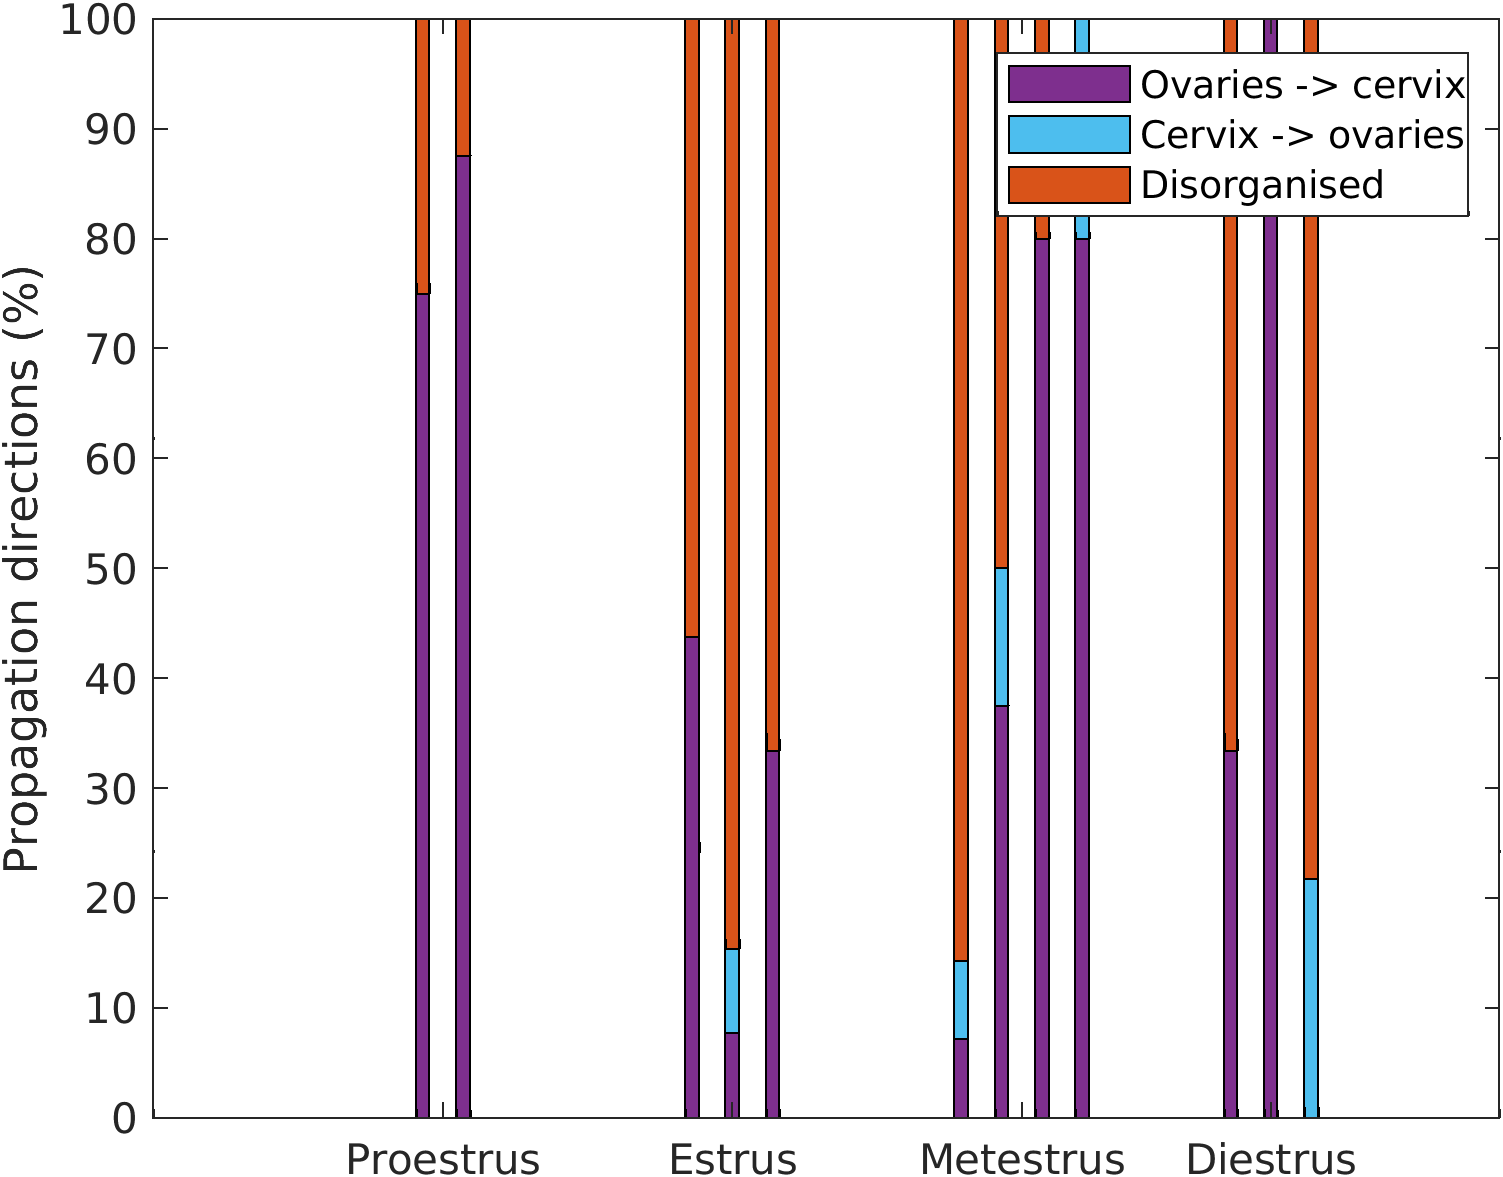 Propagation directions (%)
100
90
80
70
60
50
40
30
20
10
0
Ovaries -> cervix
Cervix -> ovaries
Disorganised
Proestrus Estrus Metestrus Diestrus